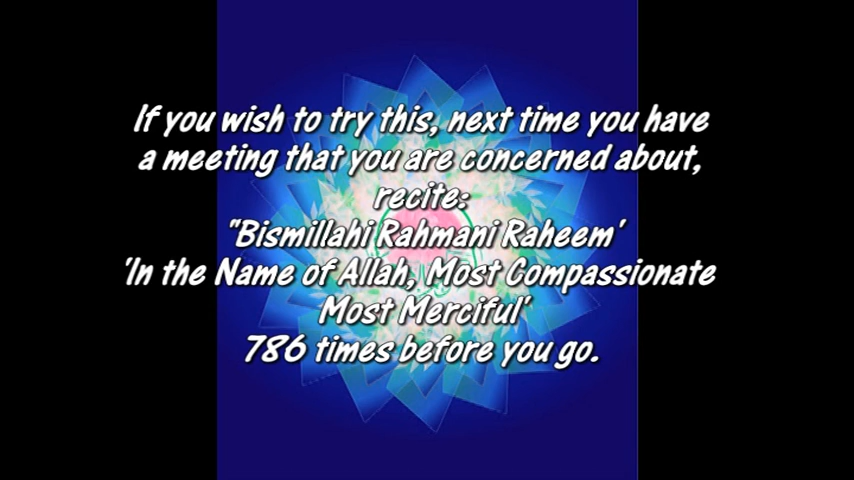 If you wish to try this, next time you have
a meeting that you are concerned about,
recite:
"Bismillahi Rahmani Raheem'
'In the Name of Allah, Most Compassionate
Most Merciful'
786 times before you go.